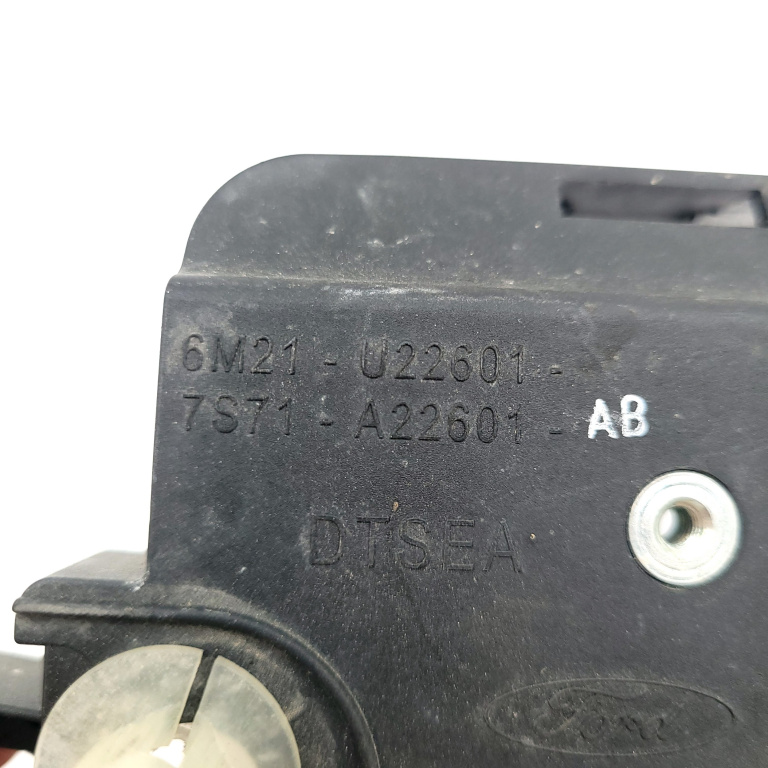 6M21 - U22601 -
7S71 - A22601 - AB
DTSEA
Ford